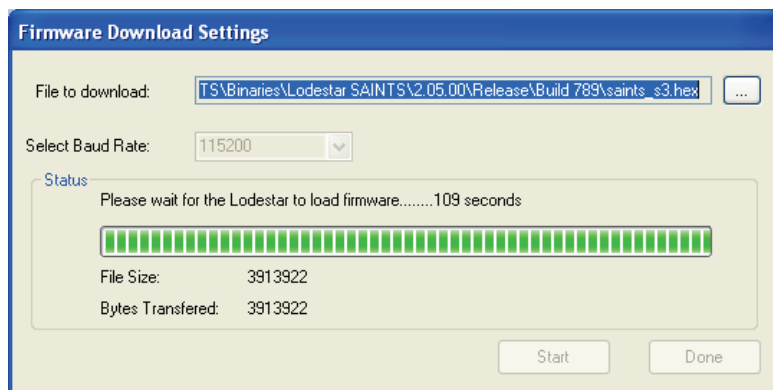 Firmware Download Settings
File to download: TS\Binaries\Lodestar SAINTS\2.05.00\Release\Build 789\saints_s3.hex ...
Select Baud Rate: 115200
Status
Please wait for the Lodestar to load firmware........109 seconds
File Size: 3913922
Bytes Transfered: 3913922
Start Done